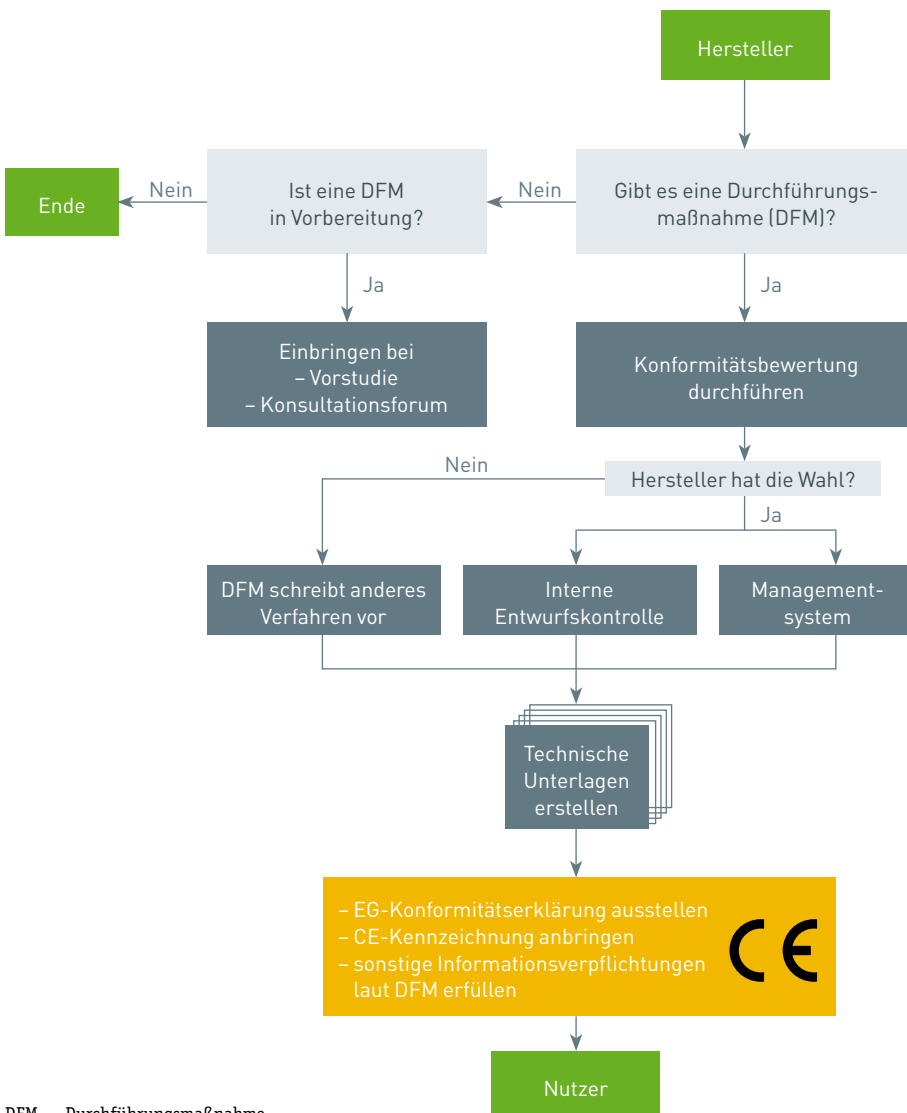 Hersteller
Gibt es eine Durchführungs-
maßnahme (DFM)?
Nein
Ist eine DFM
in Vorbereitung?
Nein
Ende
Ja
Ja
Einbringen bei
– Vorstudie
– Konsultationsforum
Konformitätsbewertung
durchführen
Hersteller hat die Wahl?
Nein
Ja
DFM schreibt anderes
Verfahren vor
Interne
Entwurfskontrolle
Management-
system
Technische
Unterlagen
erstellen
– EG-Konformitätserklärung ausstellen
– CE-Kennzeichnung anbringen
– sonstige Informationsverpflichtungen
laut DFM erfüllen
CE
Nutzer
DFM Durchführungsmaßnahme